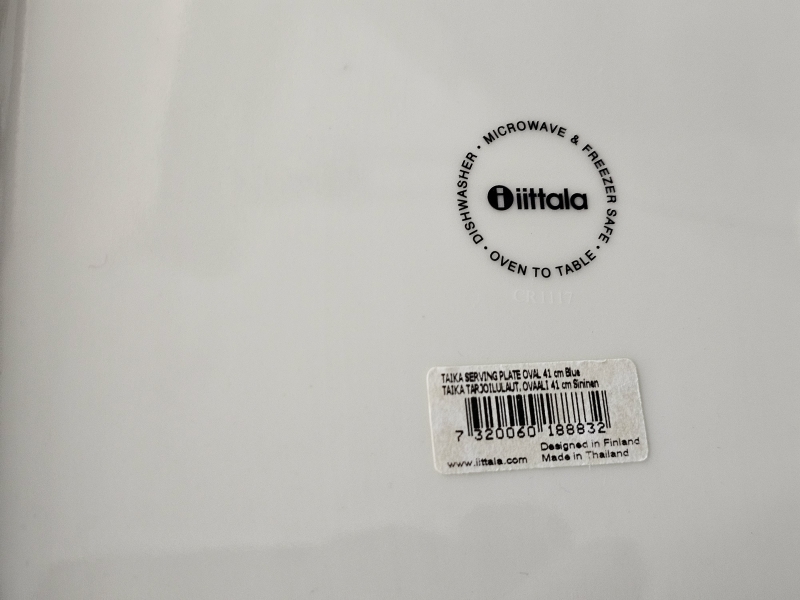 DISHWASHER · MICROWAVE & FREEZER SAFE ·
iittala
OVEN TO TABLE ·
CR1117
TAIKA SERVING PLATE OVAL 41 cm Blue
TAIKA TARJOILULAUT. OVAALI 41 cm Sininen
7 320060 188832
Designed in Finland
www.iittala.com Made in Thailand